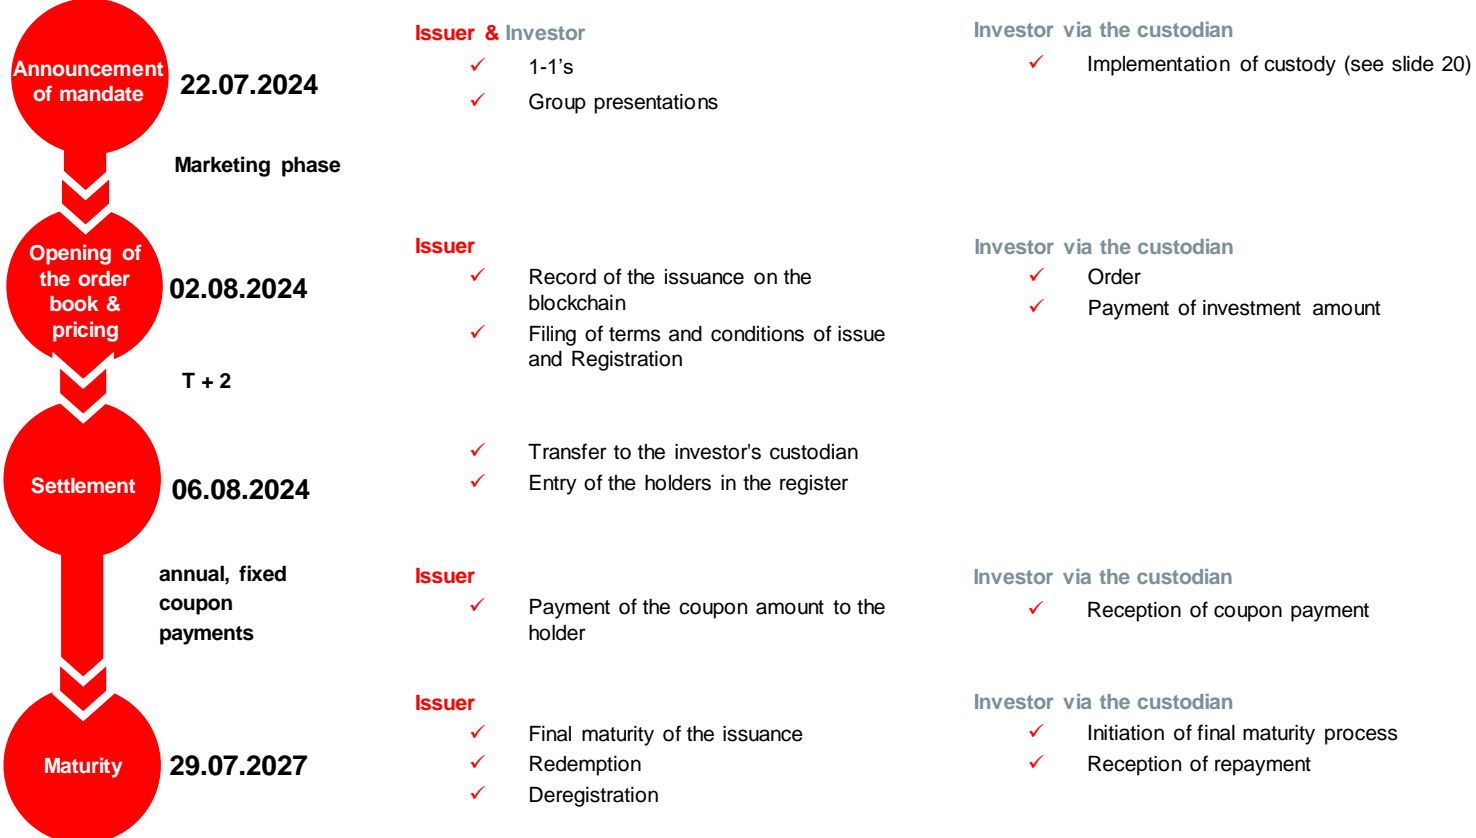 Announcement
of mandate
22.07.2024
Issuer & Investor
1-1's
Group presentations
Investor via the custodian
Implementation of custody (see slide 20)
Marketing phase
Opening of
the order
book &
pricing
02.08.2024
Issuer
Record of the issuance on the
blockchain
Filing of terms and conditions of issue
and Registration
Investor via the custodian
Order
Payment of investment amount
T + 2
Settlement
06.08.2024
Transfer to the investor's custodian
Entry of the holders in the register
annual, fixed
coupon
payments
Issuer
Payment of the coupon amount to the
holder
Investor via the custodian
Reception of coupon payment
Maturity
29.07.2027
Issuer
Final maturity of the issuance
Redemption
Deregistration
Investor via the custodian
Initiation of final maturity process
Reception of repayment